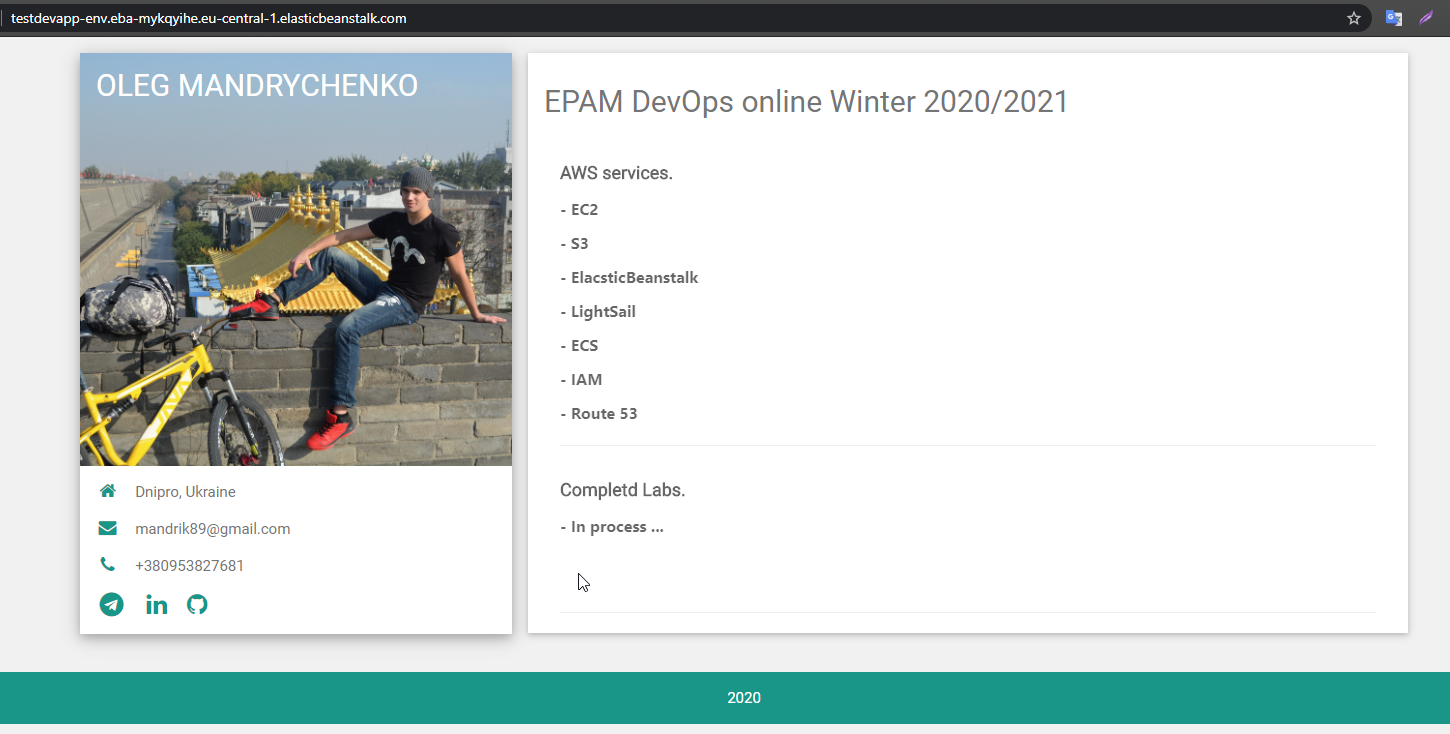 testdevapp-env.eba-mykqyihe.eu-central-1.elasticbeanstalk.com
OLEG MANDRYCHENKO
JAVA
Dnipro, Ukraine
mandrik89@gmail.com
+380953827681
in
EPAM DevOps online Winter 2020/2021
AWS services.
- EC2
- S3
- ElacsticBeanstalk
- LightSail
- ECS
- IAM
- Route 53
Completd Labs.
- In process ...
2020